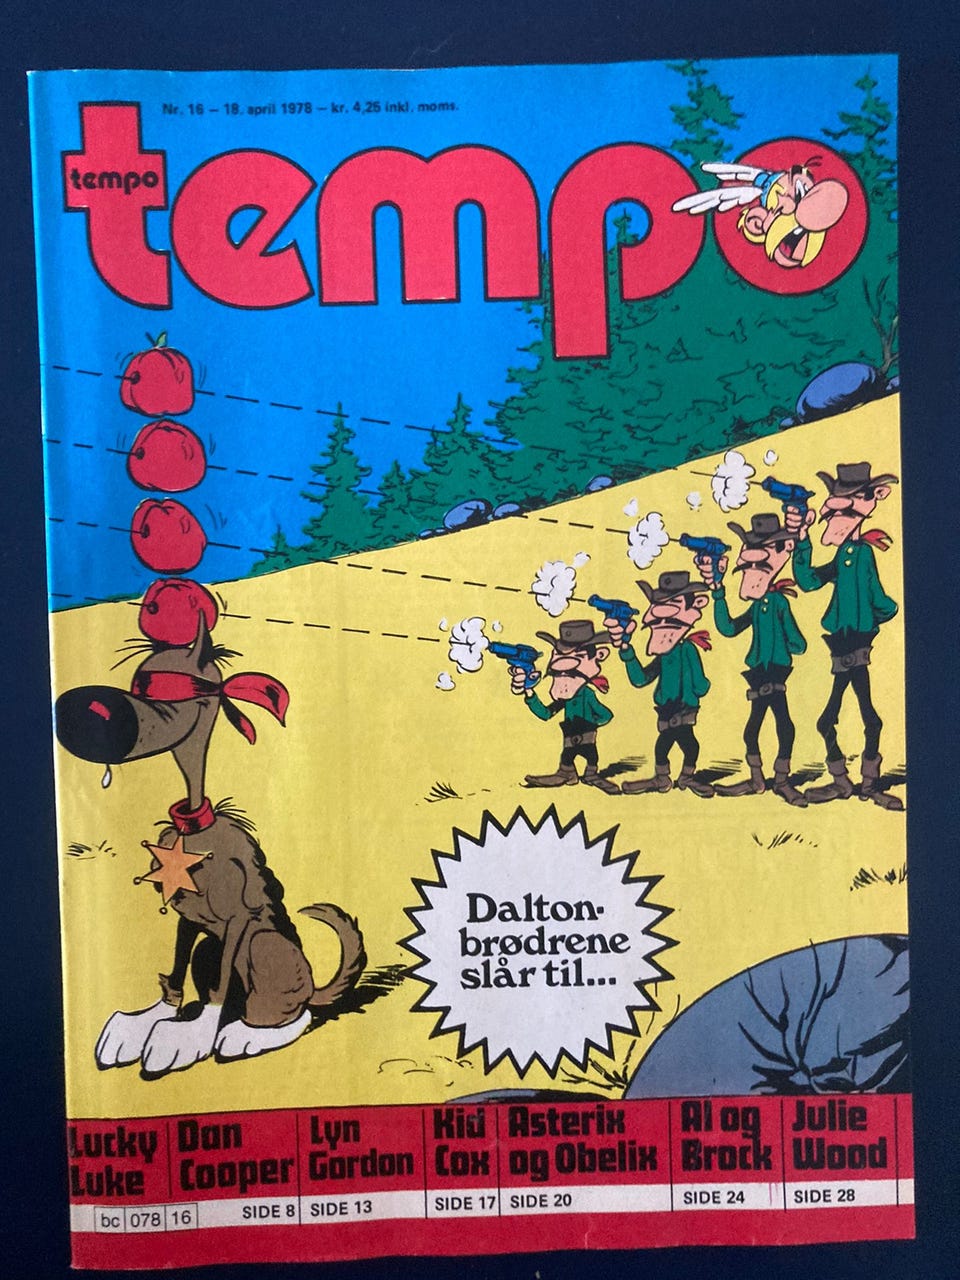 Nr. 16 – 18. april 1978 – kr. 4,25 inkl. moms.
tempo
tempo
Dalton-
brødrene
slår til...
Lucky
Luke
Dan
Cooper
SIDE 8
Lyn
Gordon
SIDE 13
Kid
Cox
SIDE 17
Asterix
og Obelix
SIDE 20
Al og
Brock
SIDE 24
Julie
Wood
SIDE 28
bc 078 16